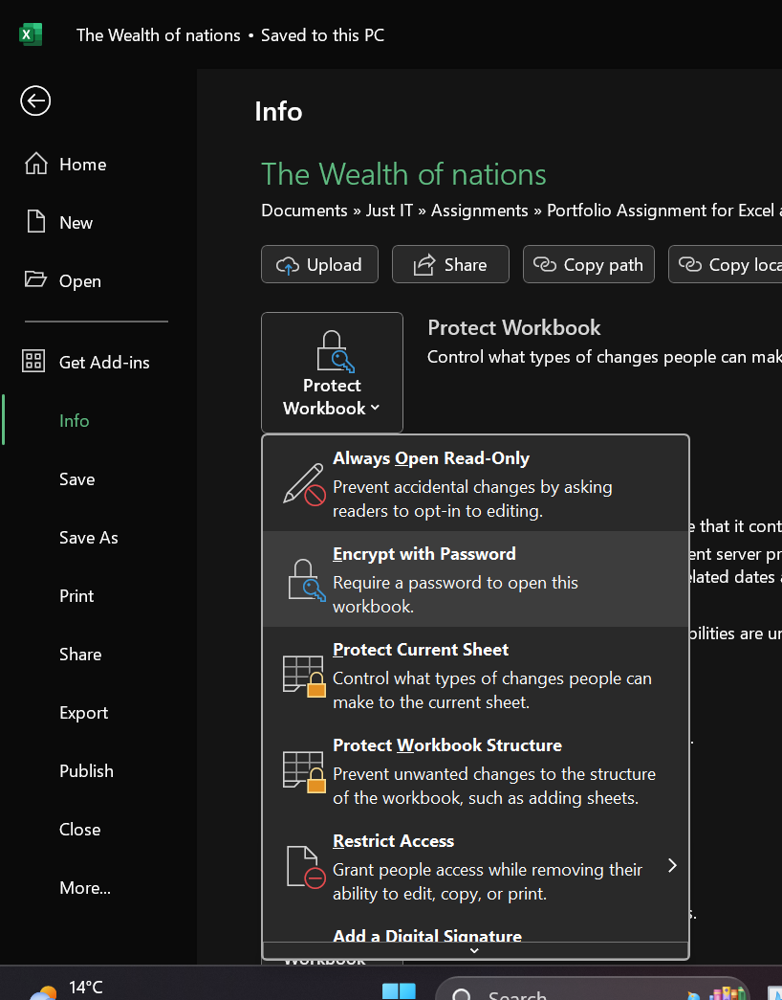 The Wealth of nations • Saved to this PC
Info
Home
New
Open
Get Add-ins
Info
Save
Save As
Print
Share
Export
Publish
Close
More...
The Wealth of nations
Documents » Just IT » Assignments » Portfolio Assignment for Excel
Upload
Share
Copy path
Copy loca
Protect Workbook
Protect Workbook
Control what types of changes people can mak
Always Open Read-Only
Prevent accidental changes by asking
readers to opt-in to editing.
Encrypt with Password
Require a password to open this
workbook.
Protect Current Sheet
Control what types of changes people can
make to the current sheet.
Protect Workbook Structure
Prevent unwanted changes to the structure
of the workbook, such as adding sheets.
Restrict Access
Grant people access while removing their
ability to edit, copy, or print.
Add a Digital Signature
that it cont
ent server pr
lated dates
bilities are un
Workbook
14°C
Search